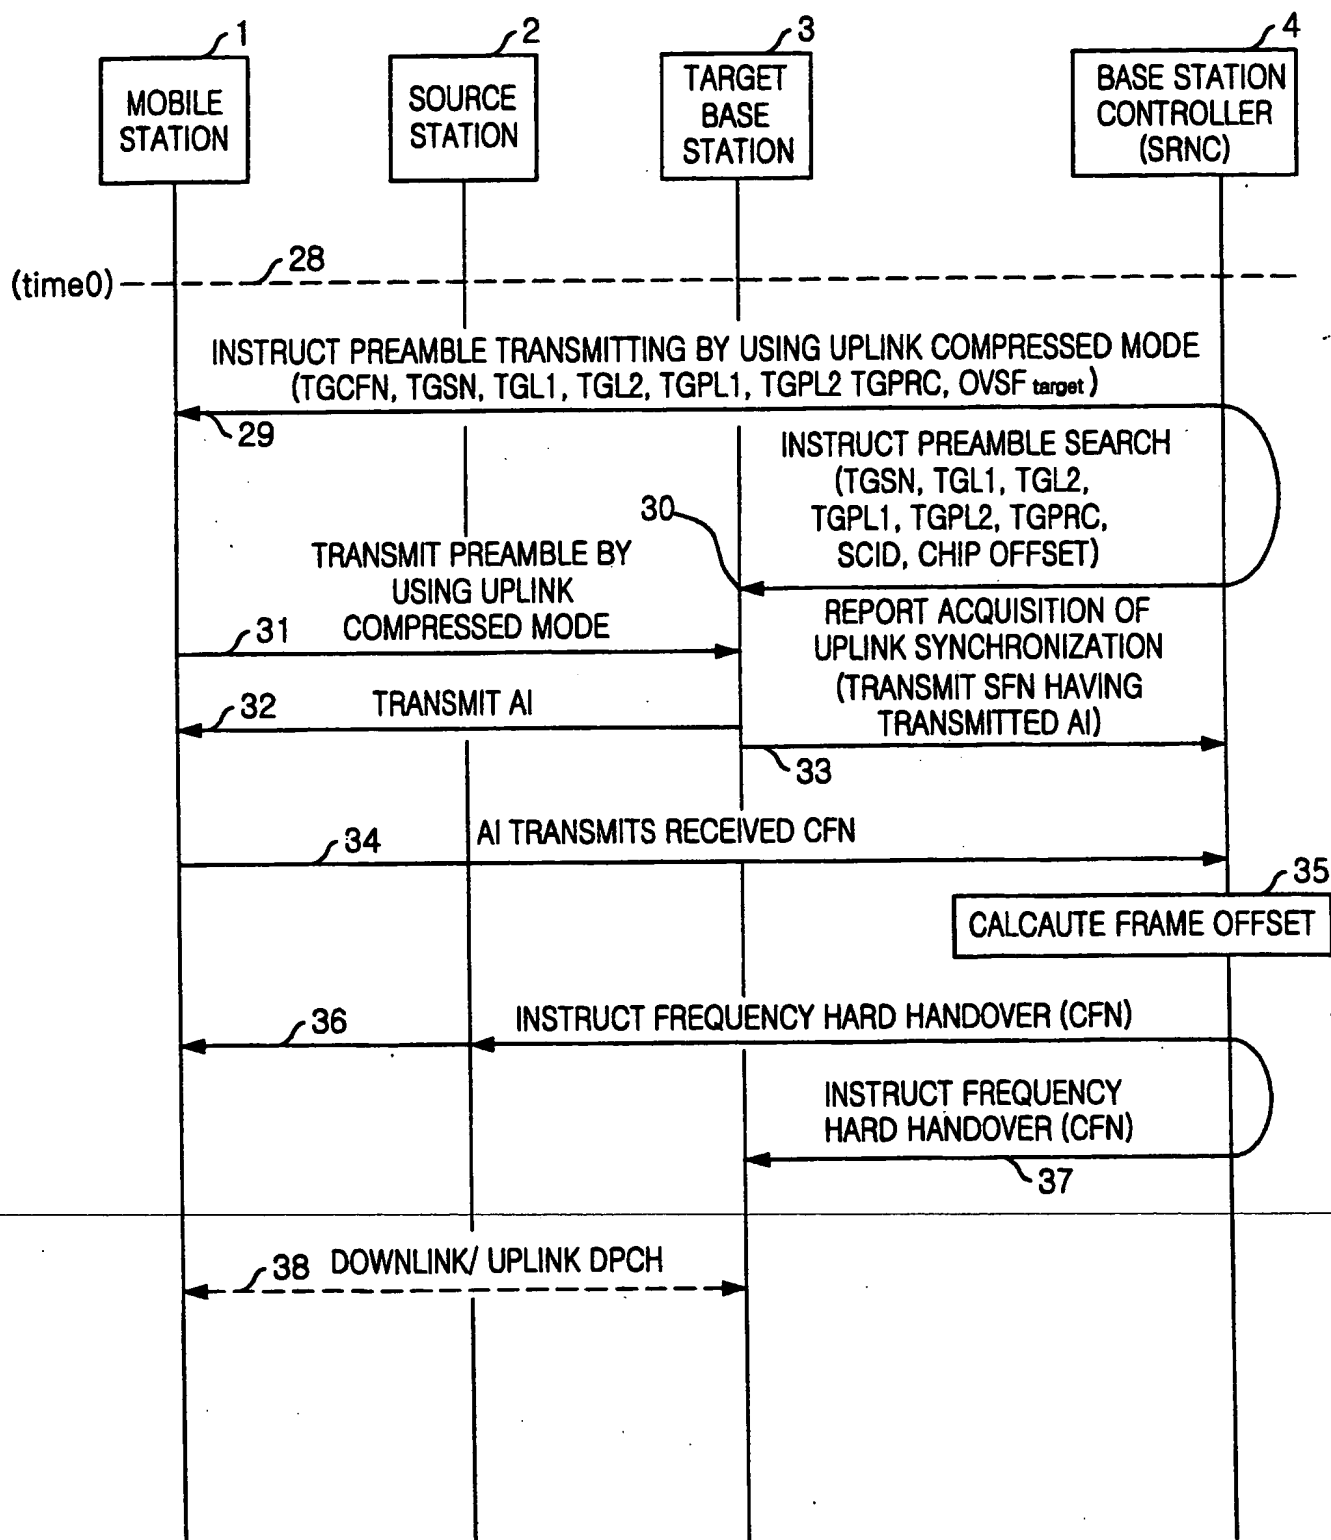 1
2
3
4
MOBILE
STATION
SOURCE
STATION
TARGET
BASE
STATION
BASE STATION
CONTROLLER
(SRNC)
28
(time0)
INSTRUCT PREAMBLE TRANSMITTING BY USING UPLINK COMPRESSED MODE
(TGCFN, TGSN, TGL1, TGL2, TGPL1, TGPL2 TGPRC, OVSF target )
29
INSTRUCT PREAMBLE SEARCH
(TGSN, TGL1, TGL2,
TGPL1, TGPL2, TGPRC,
SCID, CHIP OFFSET)
30
TRANSMIT PREAMBLE BY
USING UPLINK
COMPRESSED MODE
31
REPORT ACQUISITION OF
UPLINK SYNCHRONIZATION
(TRANSMIT SFN HAVING
TRANSMITTED AI)
32
TRANSMIT AI
33
34
AI TRANSMITS RECEIVED CFN
35
CALCAUTE FRAME OFFSET
36
INSTRUCT FREQUENCY HARD HANDOVER (CFN)
INSTRUCT FREQUENCY
HARD HANDOVER (CFN)
37
38
DOWNLINK/ UPLINK DPCH